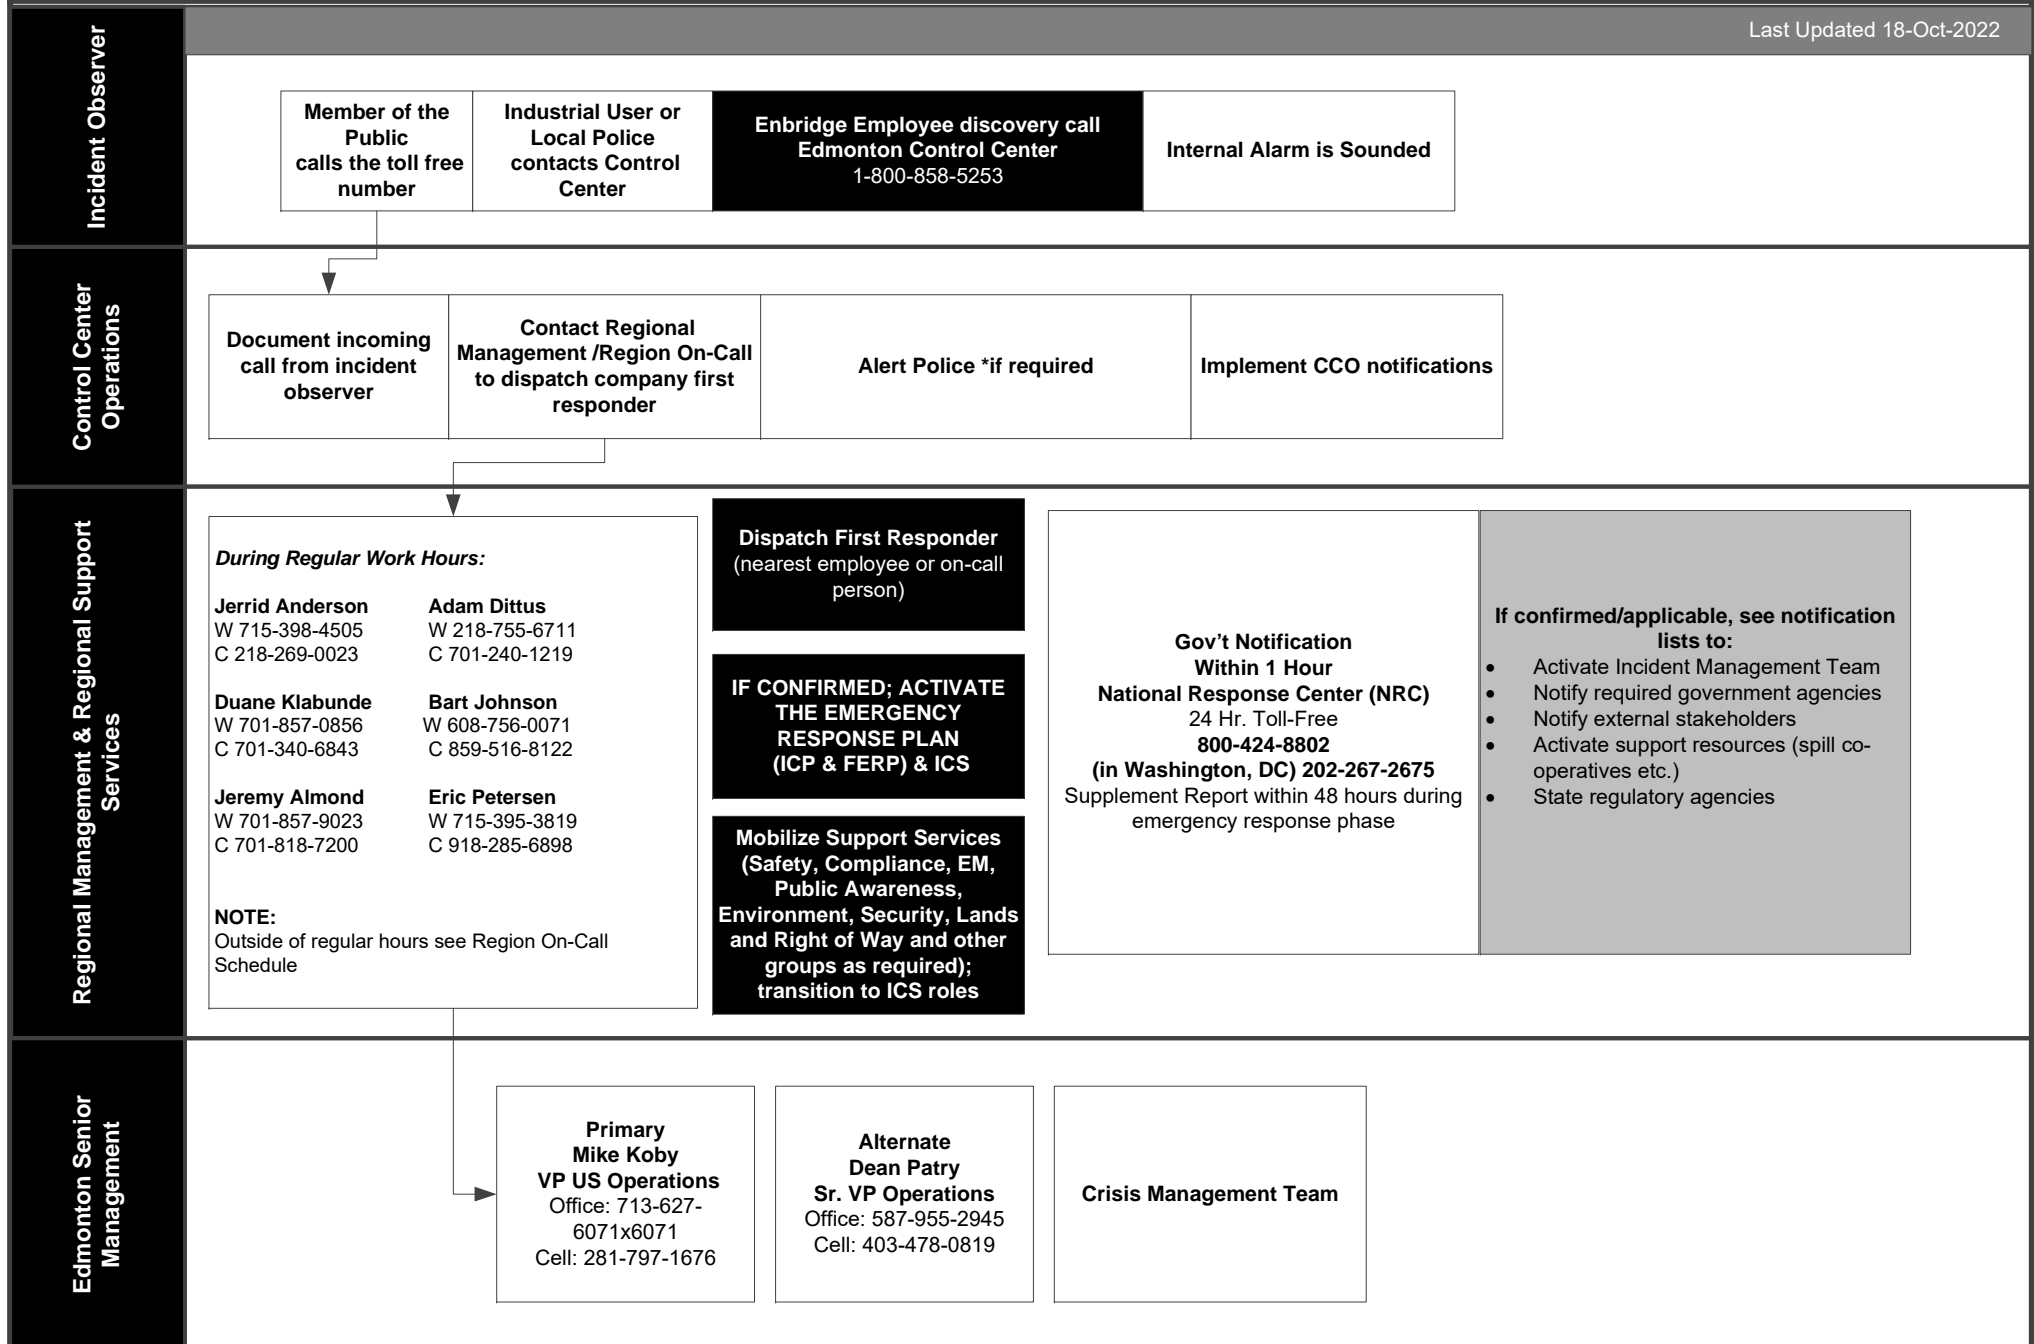 Last Updated 18-Oct-2022
Incident Observer
Member of the
Public
calls the toll free
number
Industrial User or
Local Police
contacts Control
Center
Enbridge Employee discovery call
Edmonton Control Center
1-800-858-5253
Internal Alarm is Sounded
Control Center
Operations
Document incoming
call from incident
observer
Contact Regional
Management /Region On-Call
to dispatch company first
responder
Alert Police *if required
Implement CCO notifications
Regional Management & Regional Support
Services
During Regular Work Hours:
Jerrid Anderson
W 715-398-4505
C 218-269-0023
Adam Dittus
W 218-755-6711
C 701-240-1219
Duane Klabunde
W 701-857-0856
C 701-340-6843
Bart Johnson
W 608-756-0071
C 859-516-8122
Jeremy Almond
W 701-857-9023
C 701-818-7200
Eric Petersen
W 715-395-3819
C 918-285-6898
NOTE:
Outside of regular hours see Region On-Call
Schedule
Dispatch First Responder
(nearest employee or on-call
person)
IF CONFIRMED; ACTIVATE
THE EMERGENCY
RESPONSE PLAN
(ICP & FERP) & ICS
Mobilize Support Services
(Safety, Compliance, EM,
Public Awareness,
Environment, Security, Lands
and Right of Way and other
groups as required);
transition to ICS roles
Gov't Notification
Within 1 Hour
National Response Center (NRC)
24 Hr. Toll-Free
800-424-8802
(in Washington, DC) 202-267-2675
Supplement Report within 48 hours during
emergency response phase
If confirmed/applicable, see notification
lists to:
• Activate Incident Management Team
• Notify required government agencies
• Notify external stakeholders
• Activate support resources (spill co-
operatives etc.)
• State regulatory agencies
Edmonton Senior
Management
Primary
Mike Koby
VP US Operations
Office: 713-627-
6071x6071
Cell: 281-797-1676
Alternate
Dean Patry
Sr. VP Operations
Office: 587-955-2945
Cell: 403-478-0819
Crisis Management Team